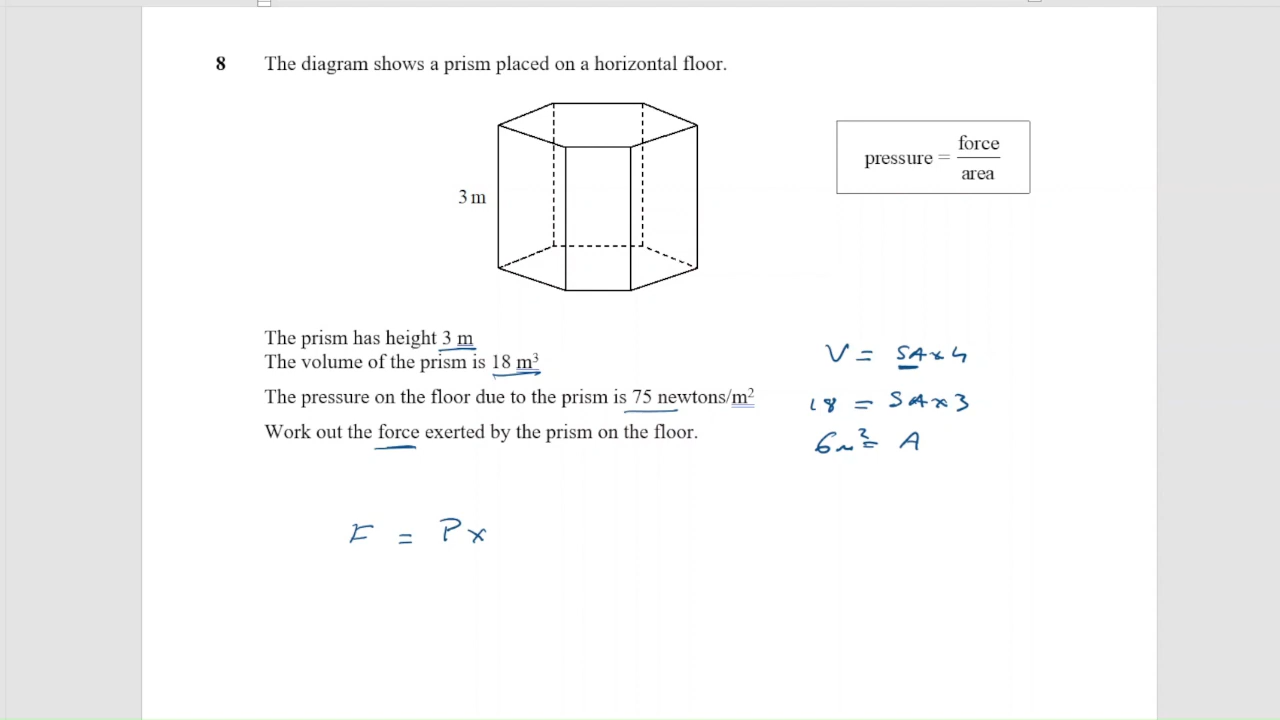 8 The diagram shows a prism placed on a horizontal floor.
pressure = force
area
3 m
The prism has height 3 m
The volume of the prism is 18 m³
The pressure on the floor due to the prism is 75 newtons/m²
Work out the force exerted by the prism on the floor.
V = SA x h
18 = SA x 3
6m² = A
F = P x